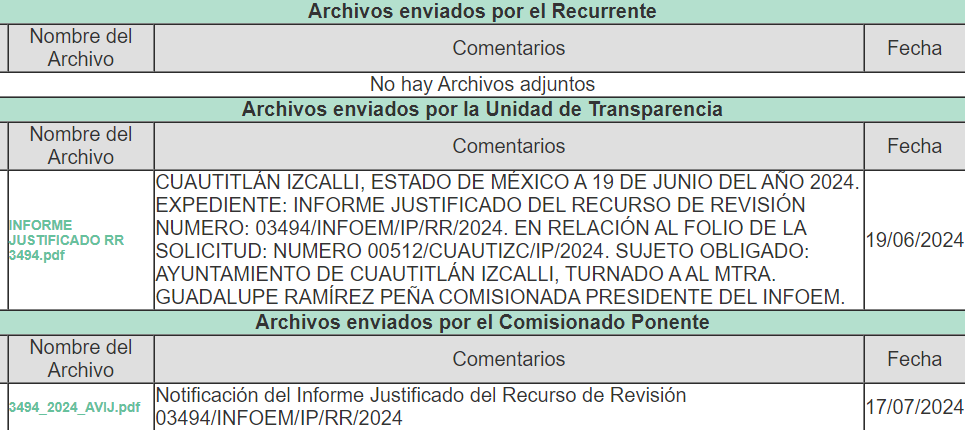 Archivos enviados por el Recurrente
Nombre del
Archivo
Comentarios
Fecha
No hay Archivos adjuntos
Archivos enviados por la Unidad de Transparencia
Nombre del
Archivo
Comentarios
Fecha
INFORME
JUSTIFICADO RR
3494.pdf
CUAUTITLÁN IZCALLI, ESTADO DE MÉXICO A 19 DE JUNIO DEL AÑO 2024.
EXPEDIENTE: INFORME JUSTIFICADO DEL RECURSO DE REVISIÓN
NUMERO: 03494/INFOEM/IP/RR/2024. EN RELACIÓN AL FOLIO DE LA
SOLICITUD: NUMERO 00512/CUAUTIZC/IP/2024. SUJETO OBLIGADO:
AYUNTAMIENTO DE CUAUTITLÁN IZCALLI, TURNADO A AL MTRA.
GUADALUPE RAMÍREZ PEÑA COMISIONADA PRESIDENTE DEL INFOEM.
19/06/2024
Archivos enviados por el Comisionado Ponente
Nombre del
Archivo
Comentarios
Fecha
3494_2024_AVIJ.pdf
Notificación del Informe Justificado del Recurso de Revisión
03494/INFOEM/IP/RR/2024
17/07/2024